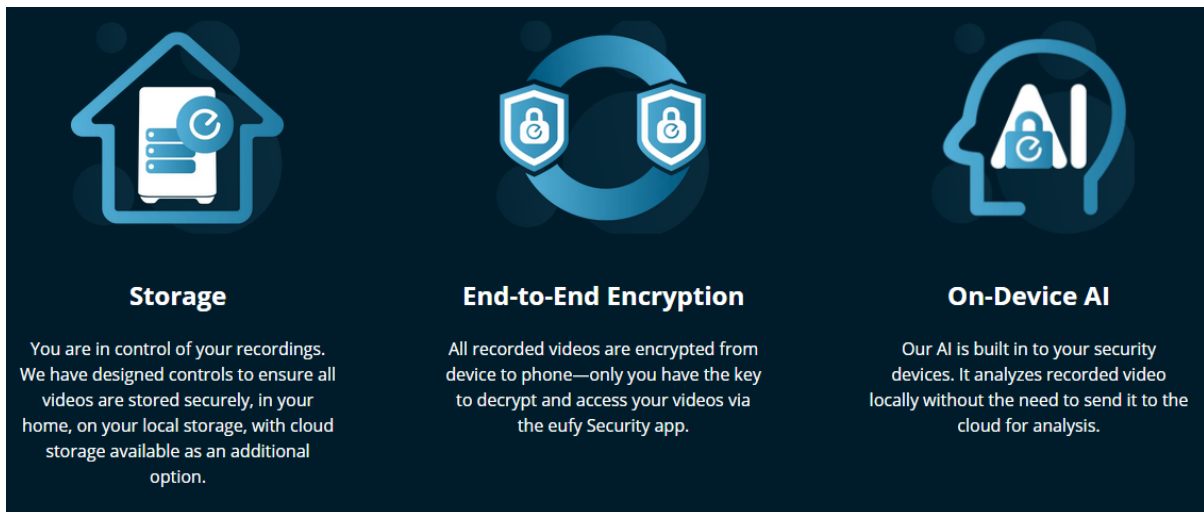 AI
Storage
You are in control of your recordings.
We have designed controls to ensure all
videos are stored securely, in your
home, on your local storage, with cloud
storage available as an additional
option.
End-to-End Encryption
All recorded videos are encrypted from
device to phone—only you have the key
to decrypt and access your videos via
the eufy Security app.
On-Device AI
Our AI is built in to your security
devices. It analyzes recorded video
locally without the need to send it to the
cloud for analysis.